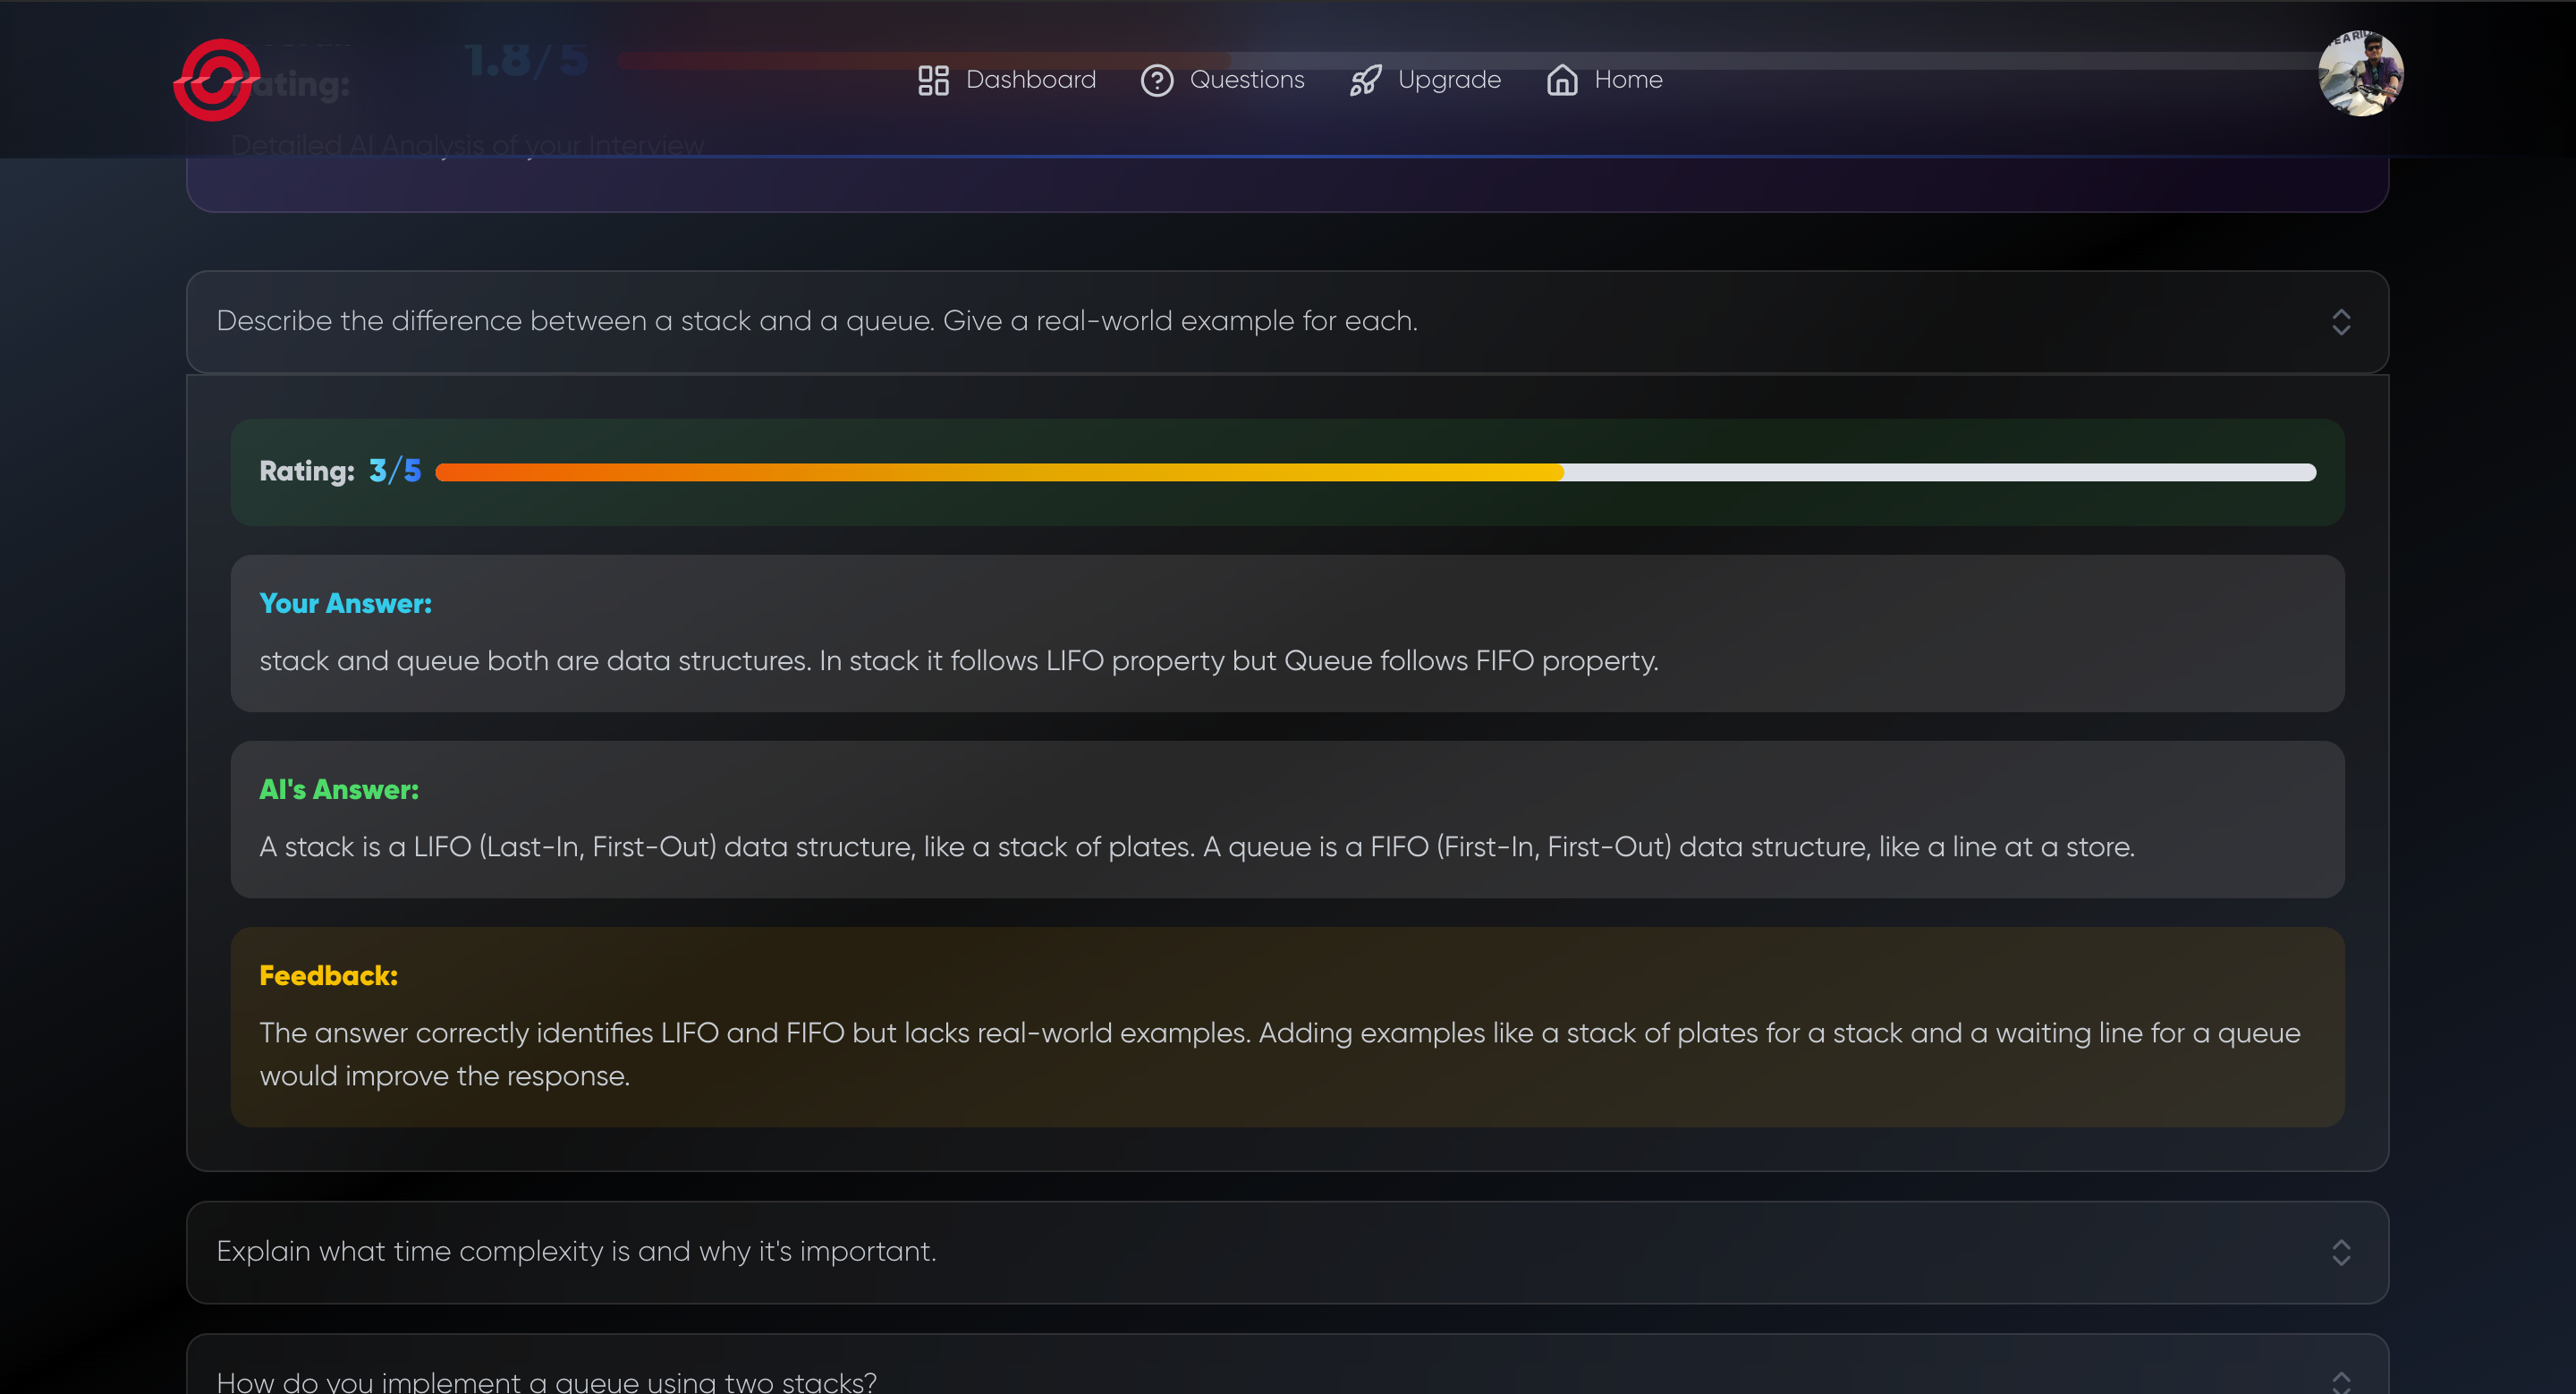 1.8/5
ating:
Dashboard
Questions
Upgrade
Home
Detailed AI Analysis of your Interview
Describe the difference between a stack and a queue. Give a real-world example for each.
Rating: 3/5
Your Answer:
stack and queue both are data structures. In stack it follows LIFO property but Queue follows FIFO property.
AI's Answer:
A stack is a LIFO (Last-In, First-Out) data structure, like a stack of plates. A queue is a FIFO (First-In, First-Out) data structure, like a line at a store.
Feedback:
The answer correctly identifies LIFO and FIFO but lacks real-world examples. Adding examples like a stack of plates for a stack and a waiting line for a queue
would improve the response.
Explain what time complexity is and why it's important.
How do you implement a queue using two stacks?